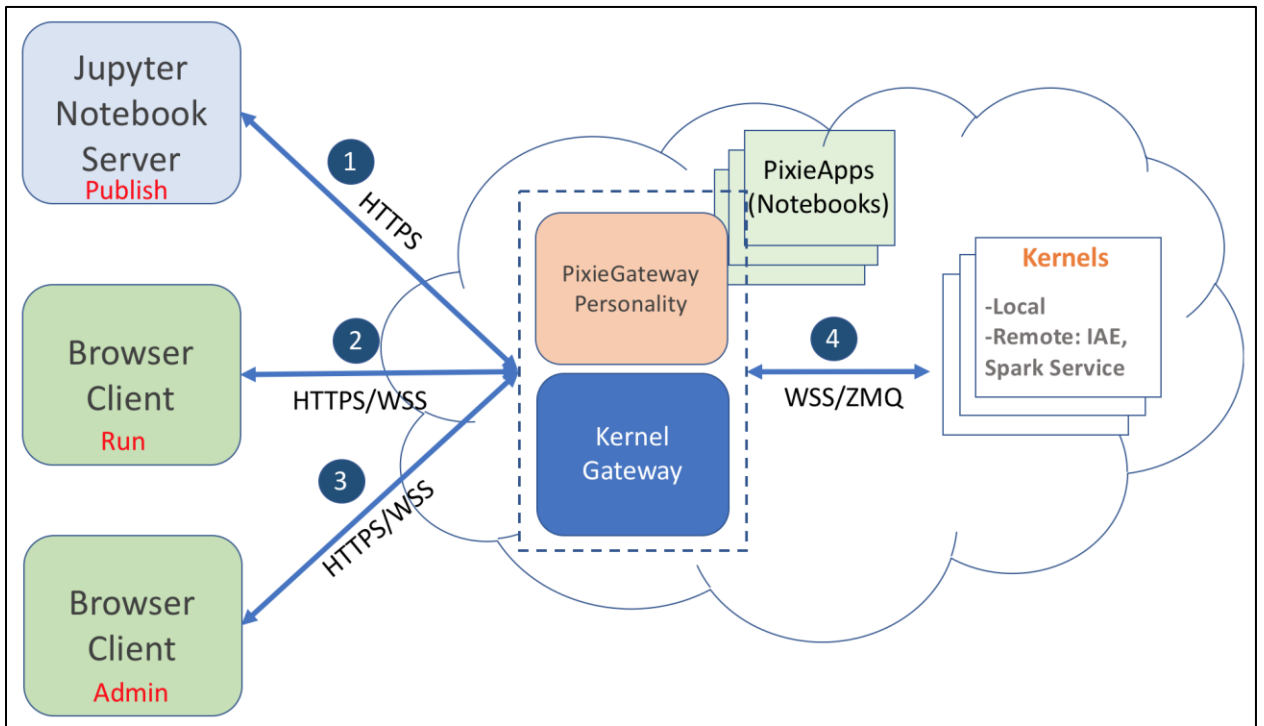 Jupyter
Notebook
Server
Publish
1
HTTPS
Browser
Client
Run
2
HTTPS/WSS
Browser
Client
Admin
3
HTTPS/WSS
PixieGateway
Personality
Kernel
Gateway
PixieApps
(Notebooks)
4
WSS/ZMQ
Kernels
-Local
-Remote: IAE,
Spark Service